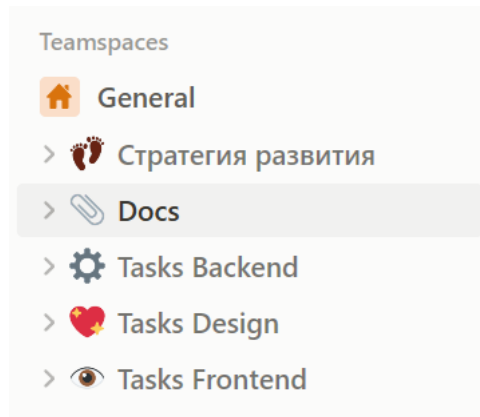 Teamspaces
General
Стратегия развития
Docs
Tasks Backend
Tasks Design
Tasks Frontend